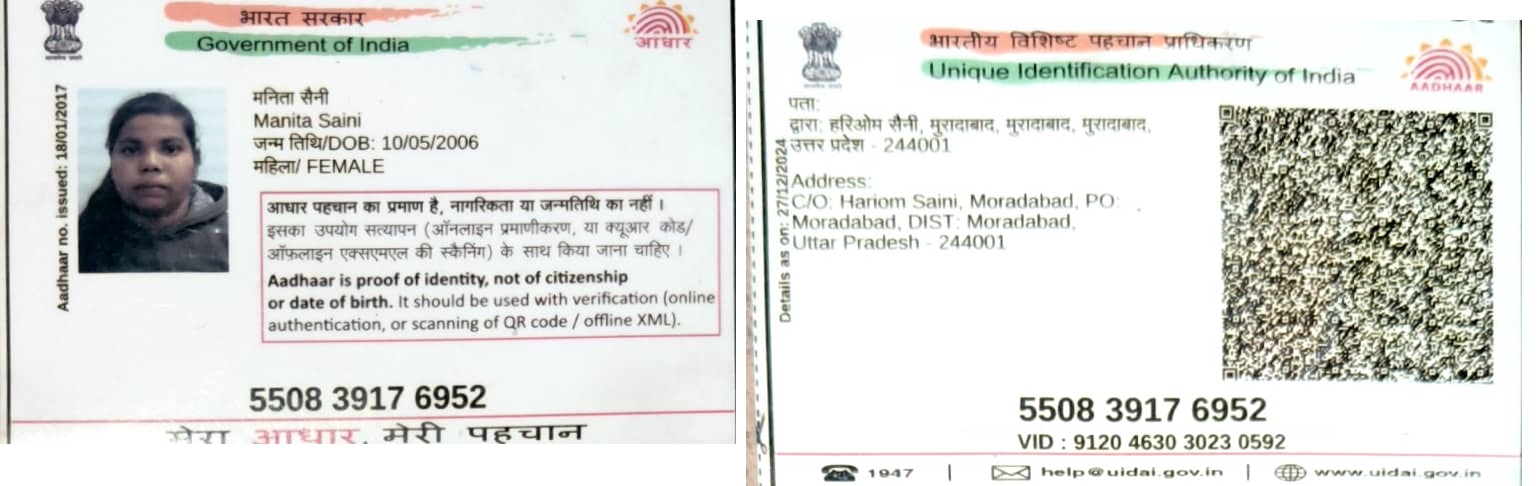 भारत सरकार
Government of India
आधार
Aadhaar no. issued: 18/01/2017
मनिता सैनी
Manita Saini
जन्म तिथि/DOB: 10/05/2006
महिला/ FEMALE
आधार पहचान का प्रमाण है, नागरिकता या जन्मतिथि का नहीं ।
इसका उपयोग सत्यापन (ऑनलाइन प्रमाणीकरण, या क्यूआर कोड/
ऑफ़लाइन एक्सएमएल की स्कैनिंग) के साथ किया जाना चाहिए ।
Aadhaar is proof of identity, not of citizenship
or date of birth. It should be used with verification (online
authentication, or scanning of QR code / offline XML).
5508 3917 6952
मेरा आधार, मेरी पहचान
भारतीय विशिष्ट पहचान प्राधिकरण
Unique Identification Authority of India
AADHAAR
Details as on: 27/12/2024
पता:
द्वारा: हरिओम सैनी, मुरादाबाद, मुरादाबाद, मुरादाबाद,
उत्तर प्रदेश - 244001
Address:
C/O: Hariom Saini, Moradabad, PO:
Moradabad, DIST: Moradabad,
Uttar Pradesh - 244001
5508 3917 6952
VID : 9120 4630 3023 0592
1947 | help@uidai.gov.in | www.uidai.gov.in